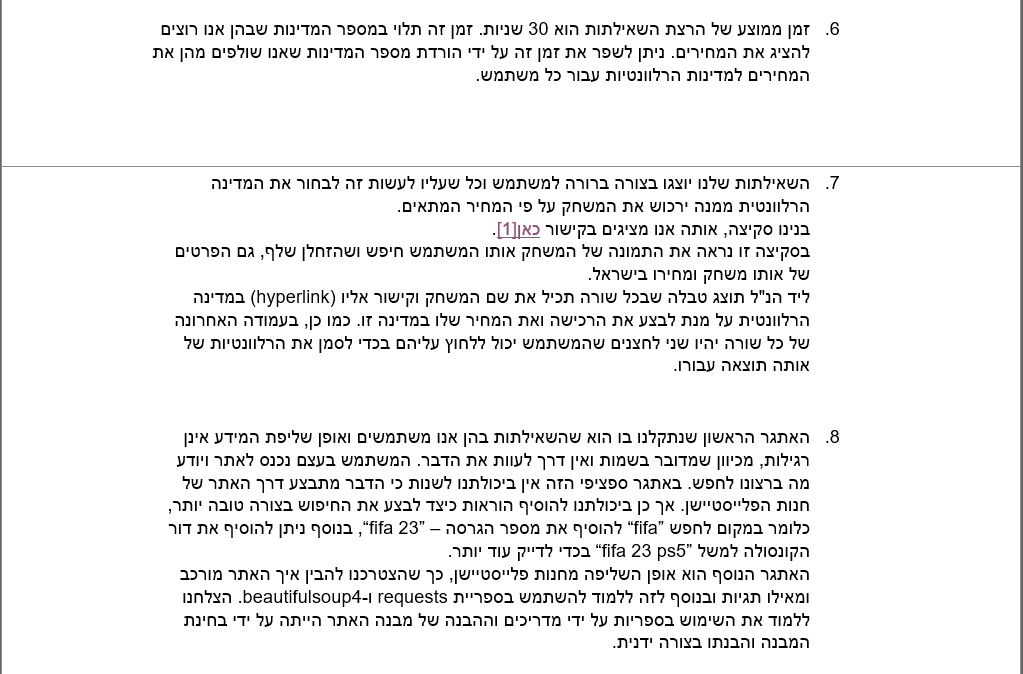 6. זמן ממוצע של הרצת השאילתות הוא 30 שניות. זמן זה תלוי במספר המדינות שבהן אנו רוצים
להציג את המחירים. ניתן לשפר את זמן זה על ידי הורדת מספר המדינות שאנו שולפים מהן את
המחירים למדינות הרלוונטיות עבור כל משתמש.
7. השאילתות שלנו יוצגו בצורה ברורה למשתמש וכל שעליו לעשות זה לבחור את המדינה
הרלוונטית ממנה ירכוש את המשחק על פי המחיר המתאים.
בנינו סקיצה, אותה אנו מציגים בקישור כאן[1].
בסקיצה זו נראה את התמונה של המשחק אותו המשתמש חיפש ושהזחלן שלף, גם הפרטים
של אותו משחק ומחירו בישראל.
ליד הנ"ל תוצג טבלה שבכל שורה תכיל את שם המשחק וקישור אליו (hyperlink) במדינה
הרלוונטית על מנת לבצע את הרכישה ואת המחיר שלו במדינה זו. כמו כן, בעמודה האחרונה
של כל שורה יהיו שני לחצנים שהמשתמש יכול ללחוץ עליהם בכדי לסמן את הרלוונטיות של
אותה תוצאה עבורו.
8. האתגר הראשון שנתקלנו בו הוא שהשאילתות בהן אנו משתמשים ואופן שליפת המידע אינן
רגילות, מכיוון שמדובר בשמות ואין דרך לעוות את הדבר. המשתמש בעצם נכנס לאתר ויודע
מה ברצונו לחפש. באתגר ספציפי הזה אין ביכולתנו לשנות כי הדבר מתבצע דרך האתר של
חנות הפלייסטיישן. אך כן ביכולתנו להוסיף הוראות כיצד לבצע את החיפוש בצורה טובה יותר,
כלומר במקום לחפש “fifa” להוסיף את מספר הגרסה – “fifa 23”, בנוסף ניתן להוסיף את דור
הקונסולה למשל “fifa 23 ps5” בכדי לדייק עוד יותר.
האתגר הנוסף הוא אופן השליפה מחנות פלייסטיישן, כך שהצטרכנו להבין איך האתר מורכב
ומאילו תגיות ובנוסף לזה ללמוד להשתמש בספריית requests ו-beautifulsoup4. הצלחנו
ללמוד את השימוש בספריות על ידי מדריכים וההבנה של מבנה האתר הייתה על ידי בחינת
המבנה והבנתו בצורה ידנית.